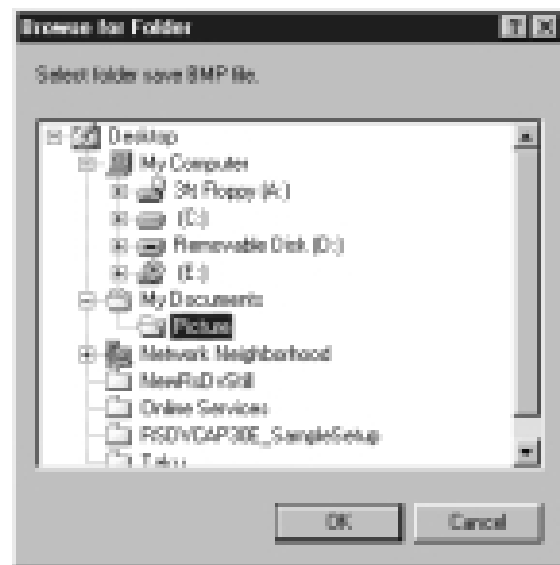 Browse for Folder
Select folder save BMP file.
Desktop
My Computer
3½ Floppy (A:)
(C:)
Removable Disk (D:)
(E:)
My Documents
Picture
Network Neighborhood
Online Services
RSDVCAP30E_SampleSetup
OK
Cancel